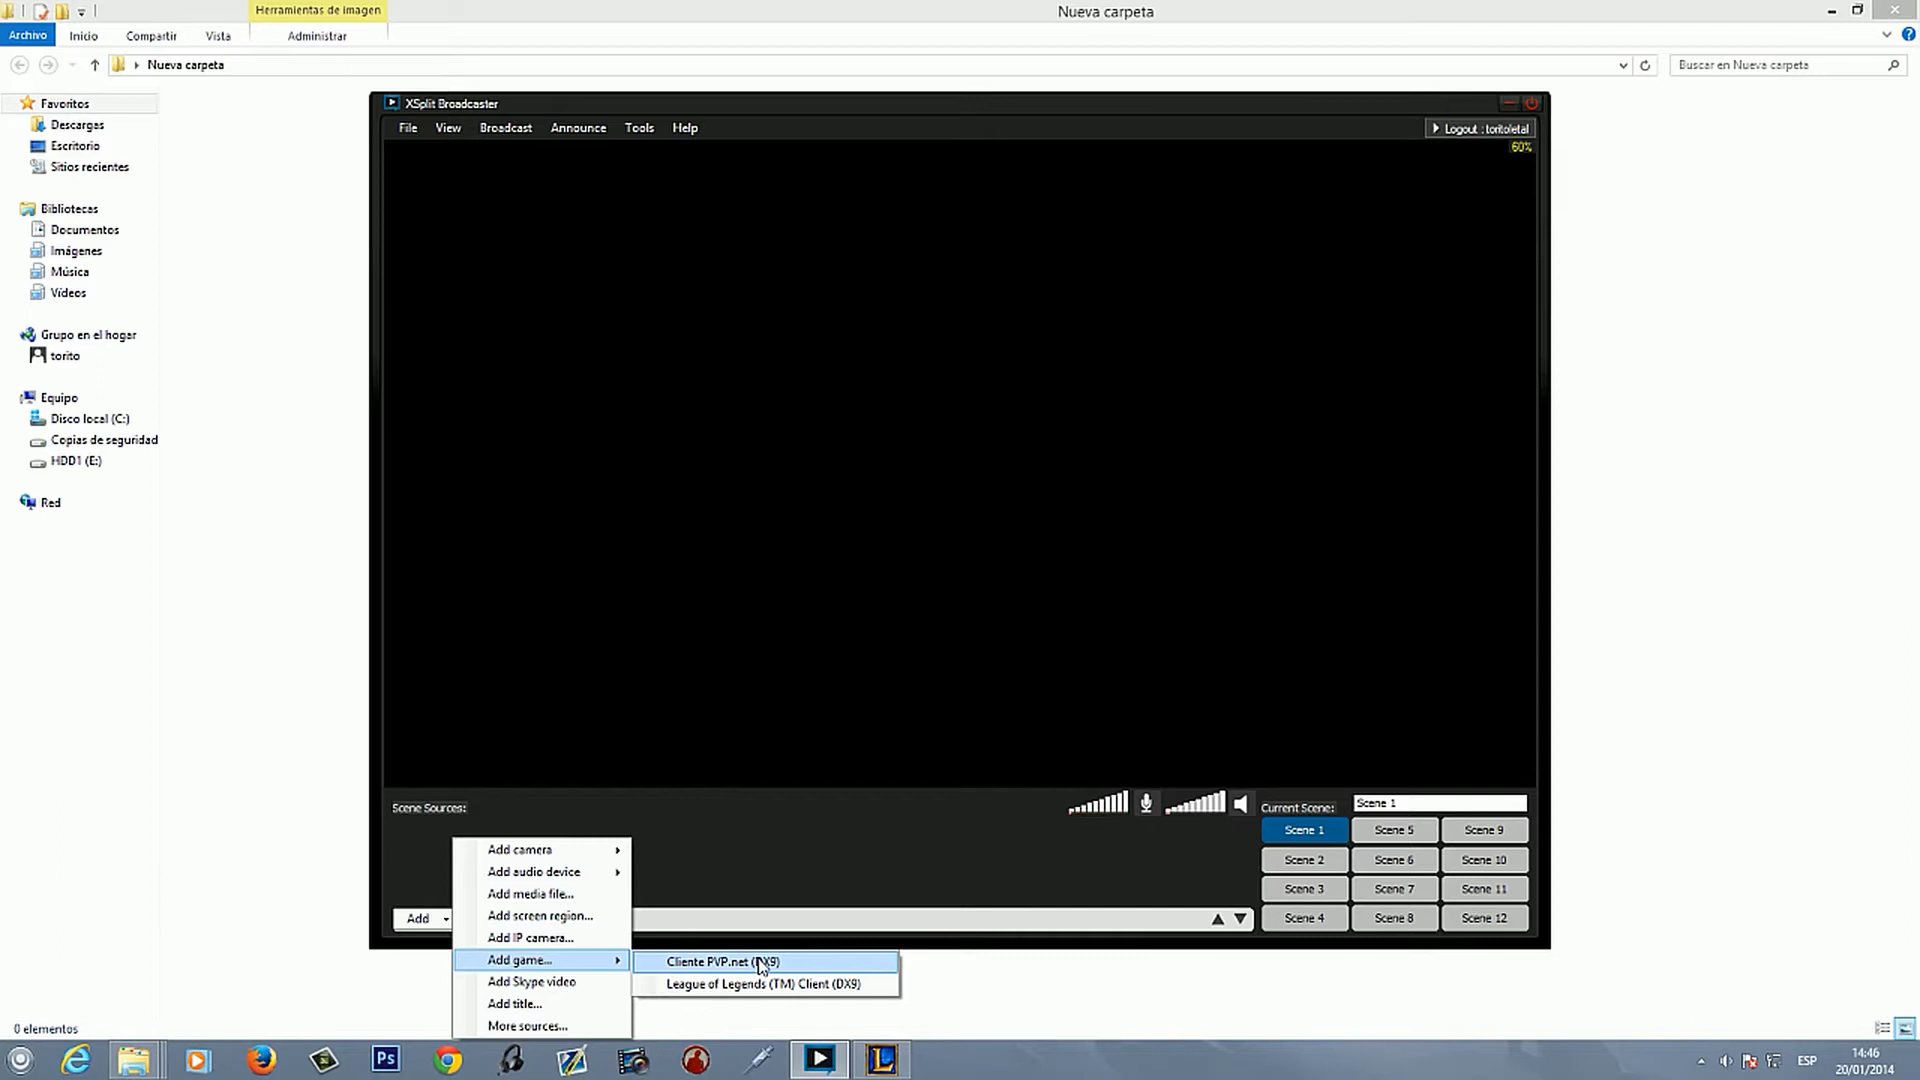 Herramientas de imagen
Nueva carpeta
Archivo
Inicio
Compartir
Vista
Administrar
Nueva carpeta
Buscar en Nueva carpeta
Favoritos
Descargas
Escritorio
Sitios recientes
Bibliotecas
Documentos
Imágenes
Música
Vídeos
Grupo en el hogar
torito
Equipo
Disco local (C:)
Copias de seguridad
HDD1 (E:)
Red
XSplit Broadcaster
File View Broadcast Announce Tools Help
Logout : toritoletal
60%
Scene Sources:
Current Scene:
Scene 1
Scene 1 Scene 5 Scene 9
Scene 2 Scene 6 Scene 10
Scene 3 Scene 7 Scene 11
Scene 4 Scene 8 Scene 12
Add
Add camera
Add audio device
Add media file...
Add screen region...
Add IP camera...
Add game...
Add Skype video
Add title...
More sources...
Cliente PVP.net (DX9)
League of Legends (TM) Client (DX9)
0 elementos
Ps
L
ESP
14:46
20/01/2014